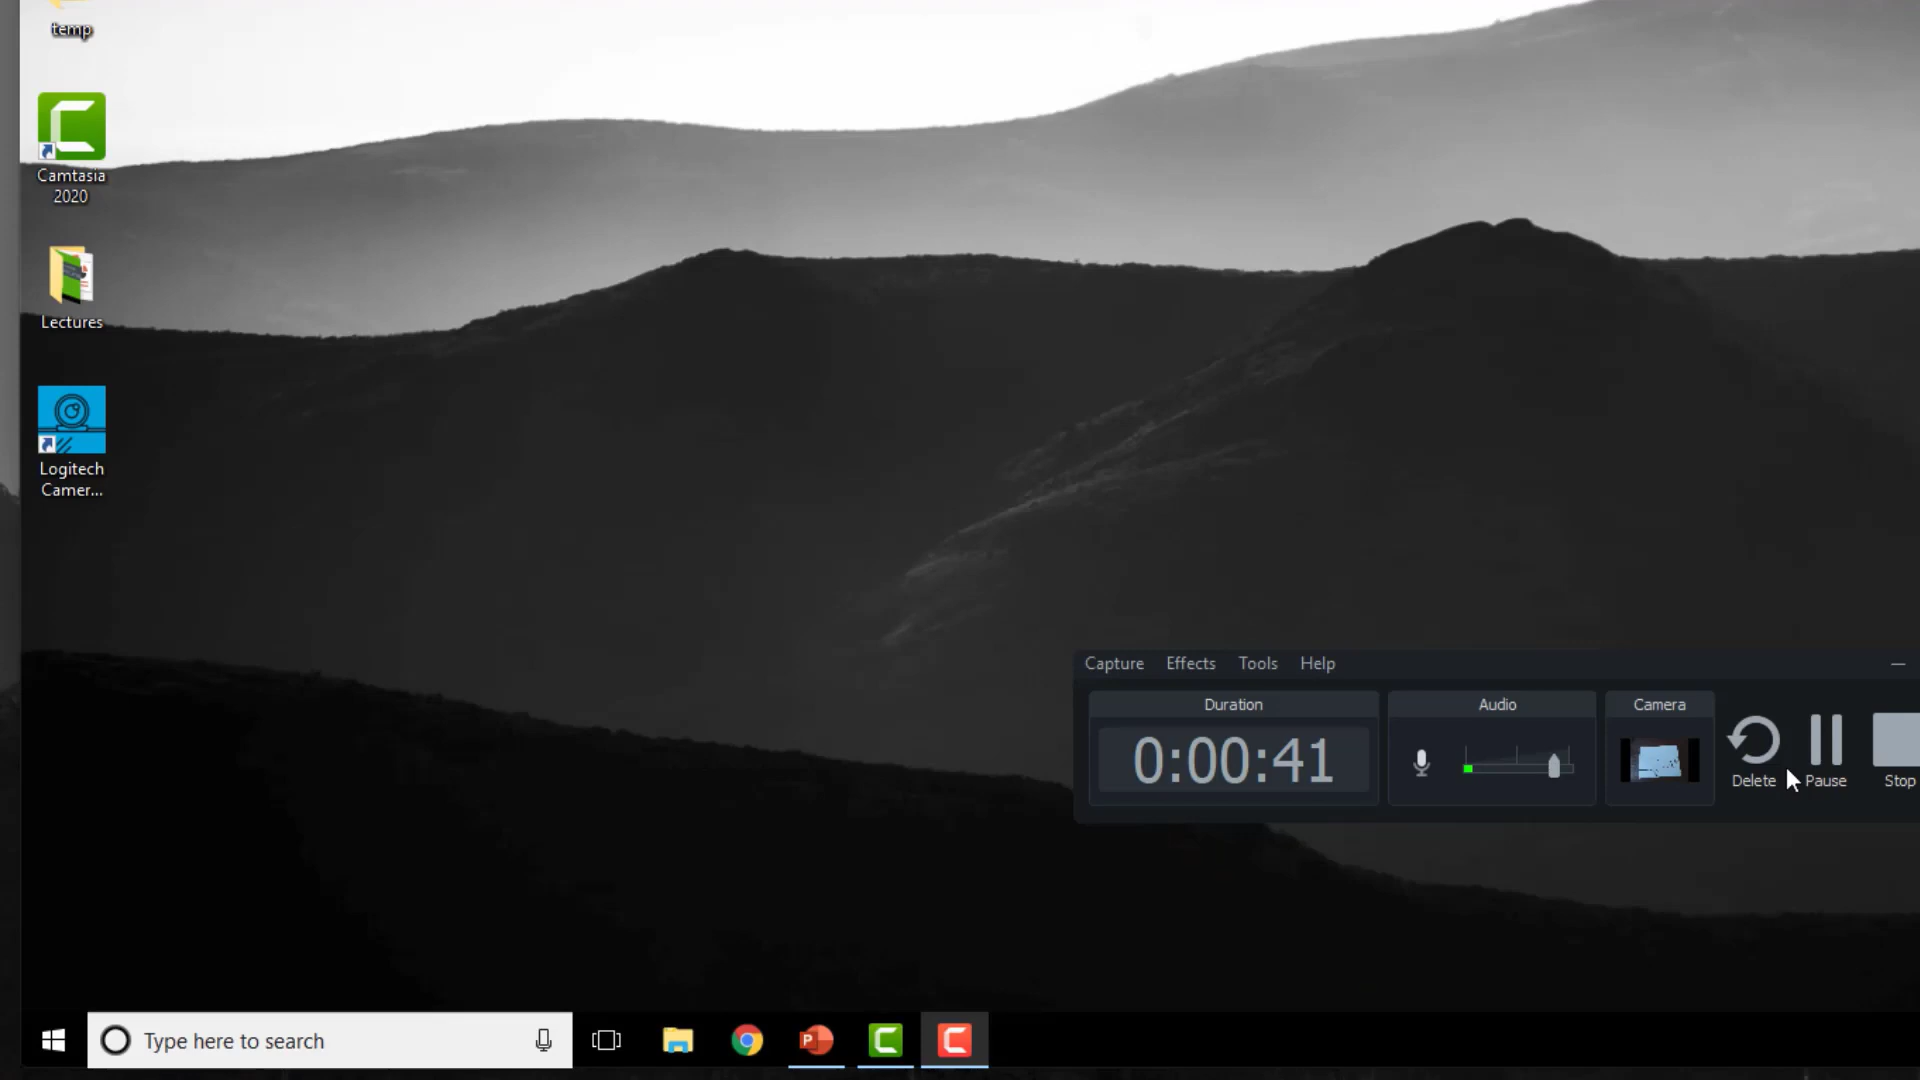 temp
Camtasia
2020
Lectures
Logitech
Camer...
Capture Effects Tools Help
Duration Audio Camera
0:00:41
Delete Pause Stop
Type here to search